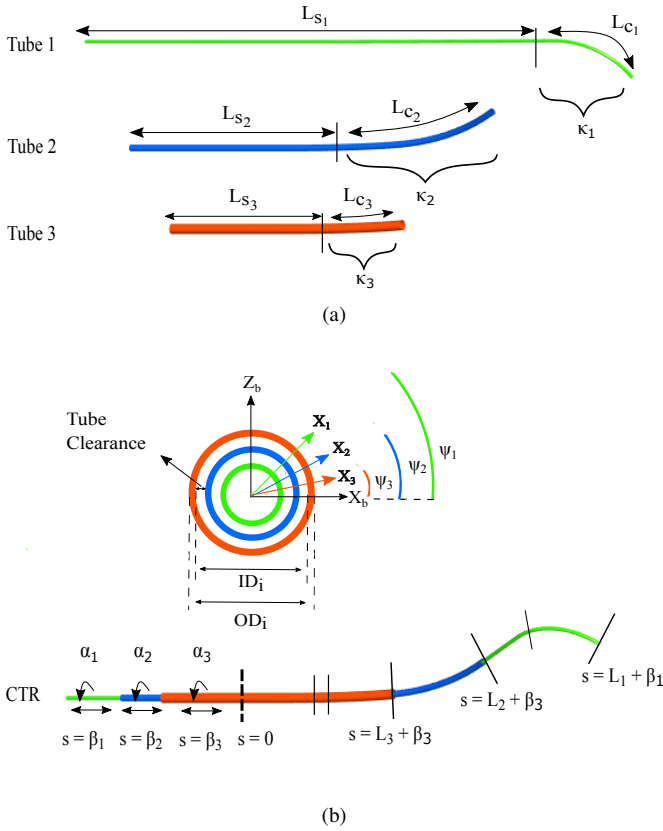 Tube 1
L_{s_1}
L_{c_1}
κ_1
Tube 2
L_{s_2}
L_{c_2}
κ_2
Tube 3
L_{s_3}
L_{c_3}
κ_3
(a)
Z_b
Tube
Clearance
x_1
x_2
x_3
X_b
ψ_3
ψ_2
ψ_1
ID_i
OD_i
α_1 α_2 α_3
CTR
s = β_1 s = β_2 s = β_3 s = 0
s = L_3 + β_3
s = L_2 + β_3
s = L_1 + β_1
(b)